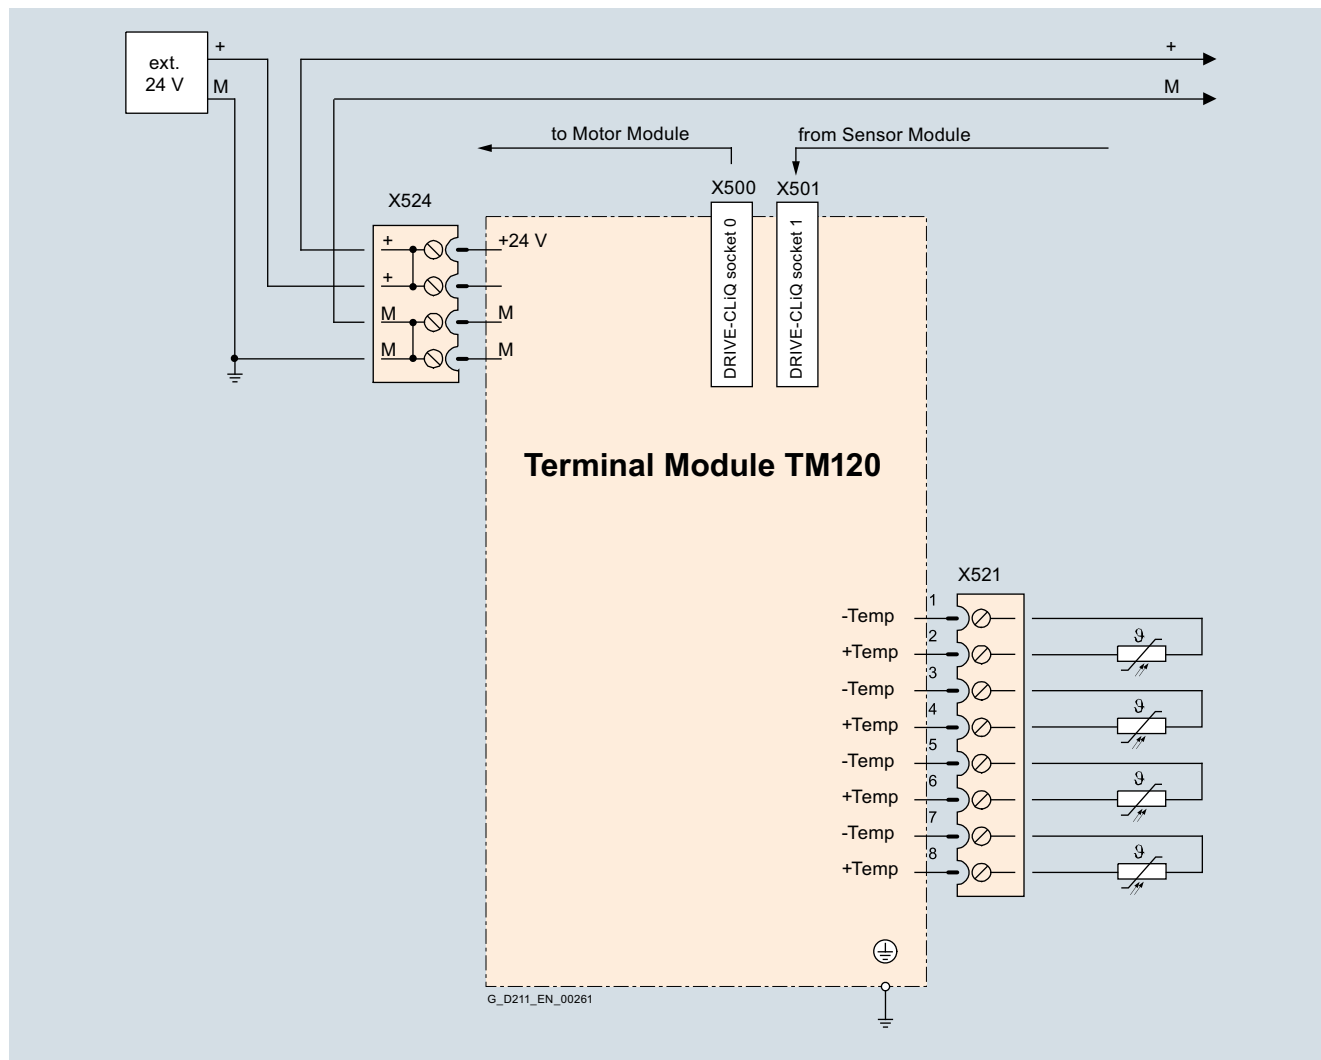 ext.
24 V
+
M
+
M
to Motor Module
from Sensor Module
X500
X501
X524
+
+
M
M
+24 V
M
M
DRIVE-CLiQ socket 0
DRIVE-CLiQ socket 1
Terminal Module TM120
X521
-Temp 1
+Temp 2
-Temp 3
+Temp 4
-Temp 5
+Temp 6
-Temp 7
+Temp 8
ϑ
ϑ
ϑ
ϑ
G_D211_EN_00261